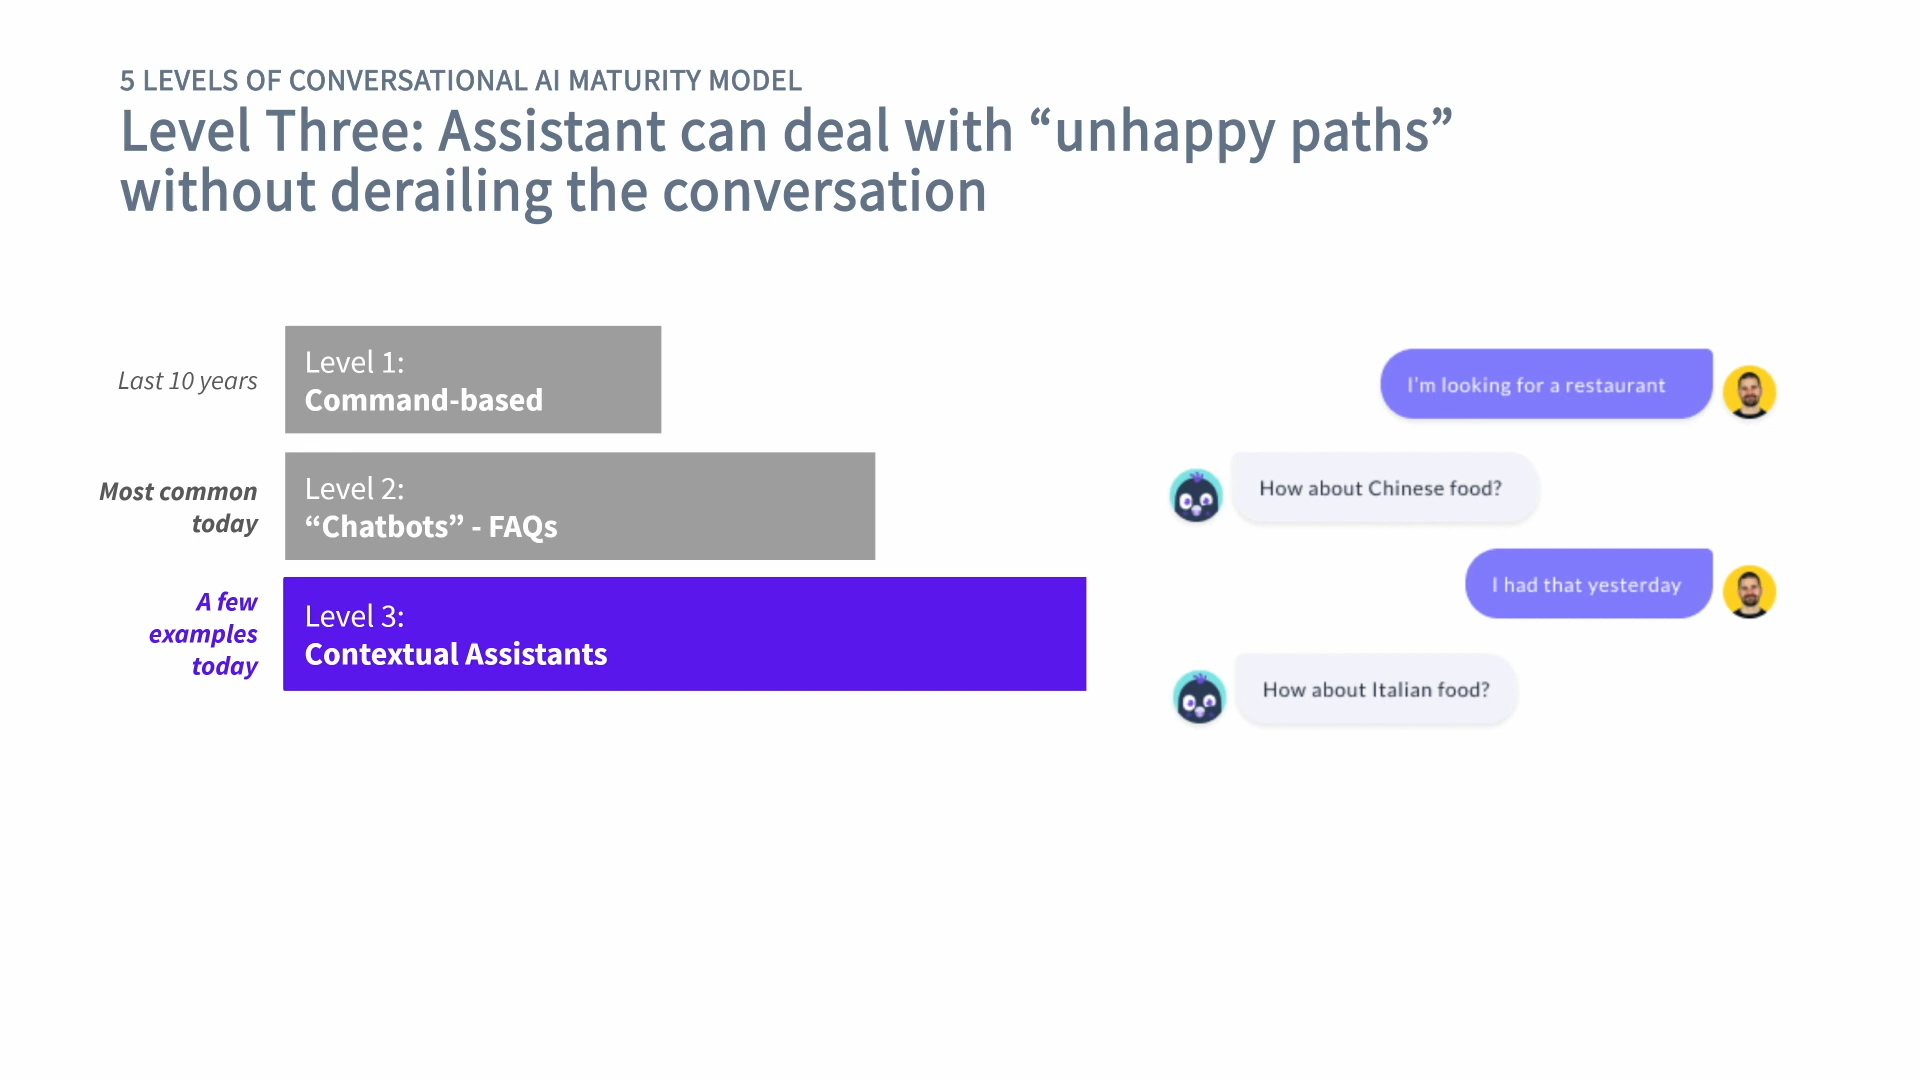 5 LEVELS OF CONVERSATIONAL AI MATURITY MODEL
Level Three: Assistant can deal with “unhappy paths”
without derailing the conversation
Last 10 years
Level 1:
Command-based
Most common
today
Level 2:
“Chatbots” - FAQs
A few
examples
today
Level 3:
Contextual Assistants
I'm looking for a restaurant
How about Chinese food?
I had that yesterday
How about Italian food?